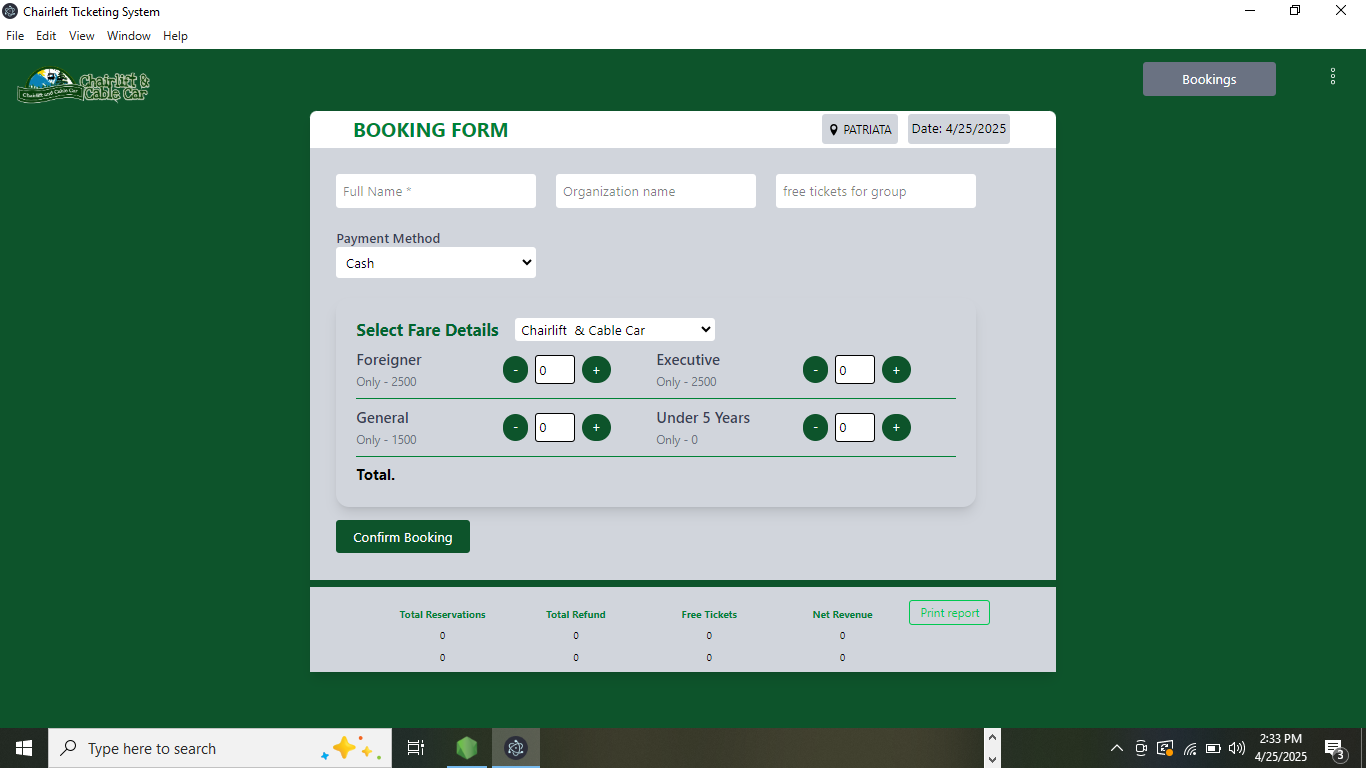 Chairleft Ticketing System
File Edit View Window Help
Chairlift and Cable Car
Chairlist &
Cable Car
Bookings
BOOKING FORM
PATRIATA
Date: 4/25/2025
Full Name *
Organization name
free tickets for group
Payment Method
Cash
Select Fare Details
Chairlift & Cable Car
Foreigner
Only - 2500
- 0 +
Executive
Only - 2500
- 0 +
General
Only - 1500
- 0 +
Under 5 Years
Only - 0
- 0 +
Total.
Confirm Booking
Total Reservations Total Refund Free Tickets Net Revenue
Print report
0 0 0 0
0 0 0 0
Type here to search
2:33 PM
4/25/2025
3